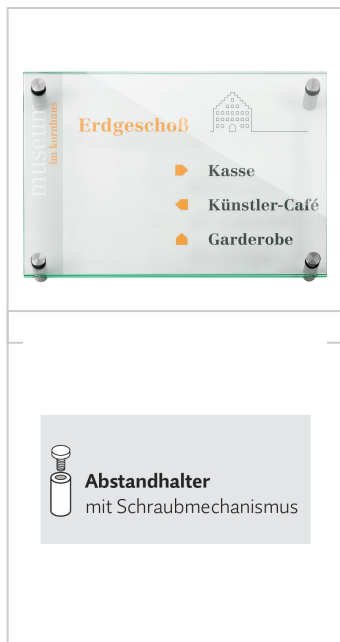 museum
im kornhaus
Erdgeschoß
Kasse
Künstler-Café
Garderobe
Abstandhalter
mit Schraubmechanismus